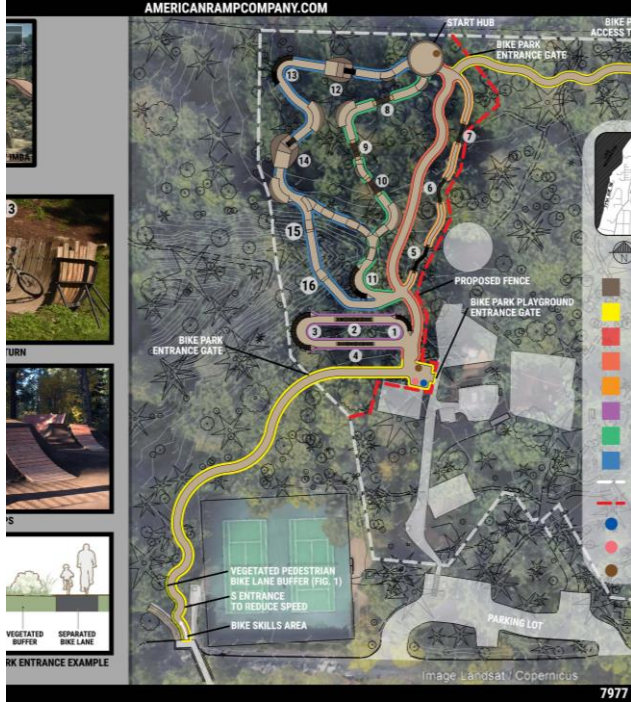 AMERICANRAMPCOMPANY.COM
START HUB
BIKE PARK
ENTRANCE GATE
BIKE P
ACCESS T
IMBA
13
12
8
7
9
14
10
6
3
15
5
11
16
PROPOSED FENCE
N
BIKE PARK PLAYGROUND
ENTRANCE GATE
3
2
1
4
BIKE PARK
ENTRANCE GATE
TURN
PS
VEGETATED PEDESTRIAN
BIKE LANE BUFFER (FIG. 1)
S ENTRANCE
TO REDUCE SPEED
BIKE SKILLS AREA
PARKING LOT
VEGETATED
BUFFER
SEPARATED
BIKE LANE
RK ENTRANCE EXAMPLE
Image Landsat / Copernicus
7977